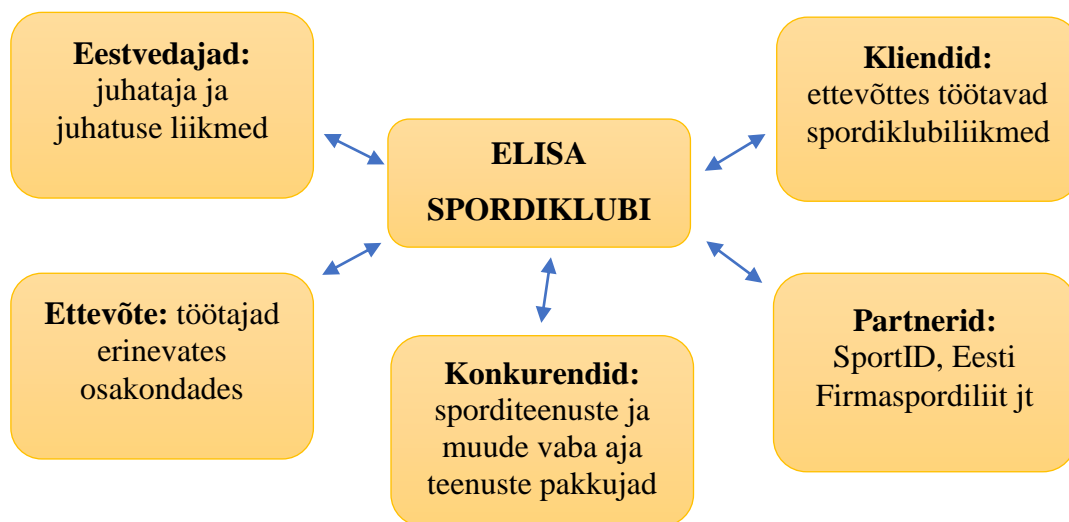 Eestvedajad:
juhataja ja
juhatuse liikmed
Kliendid:
ettevõttes töötavad
spordiklubiliikmed
ELISA
SPORDIKLUBI
Ettevõte: töötajad
erinevates
osakondades
Konkurendid:
sporditeenuste ja
muude vaba aja
teenuste pakkujad
Partnerid:
SportID, Eesti
Firmaspordiliit jt